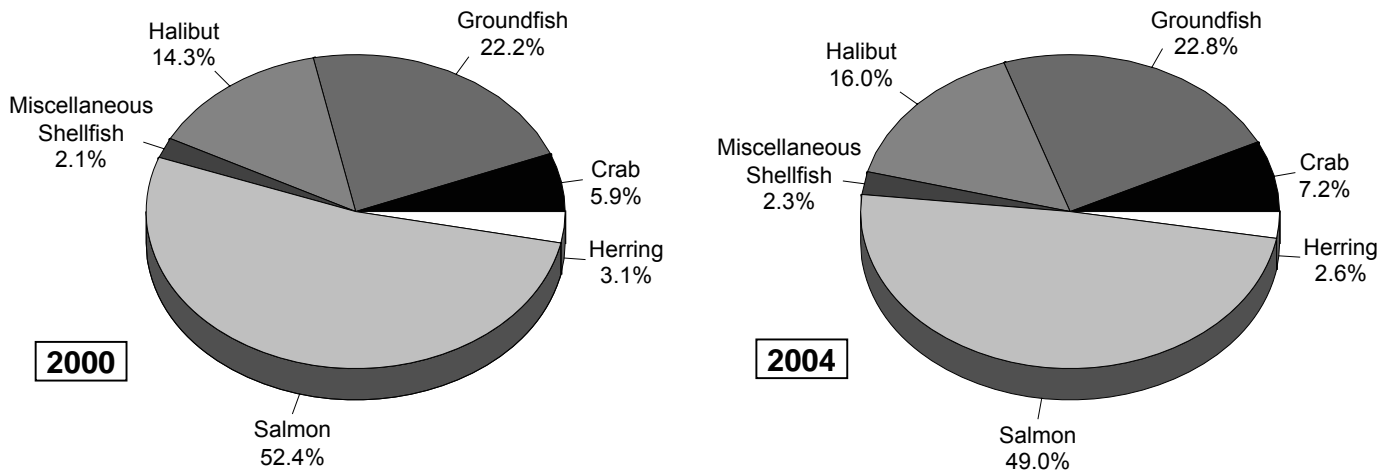 Groundfish
22.2%
Halibut
14.3%
Miscellaneous
Shellfish
2.1%
Crab
5.9%
Herring
3.1%
2000
Salmon
52.4%
Groundfish
22.8%
Halibut
16.0%
Miscellaneous
Shellfish
2.3%
Crab
7.2%
Herring
2.6%
2004
Salmon
49.0%